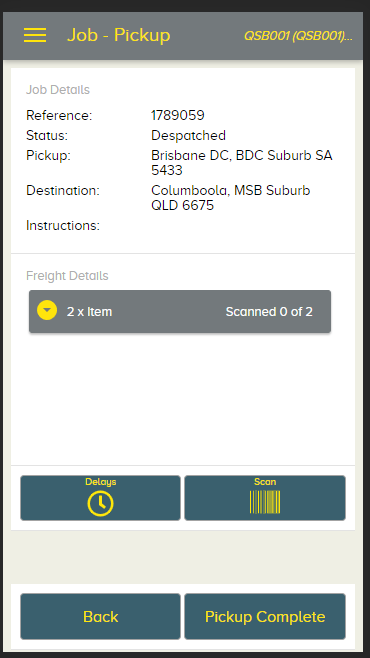 Job - Pickup QSB001 (QSB001)...
Job Details
Reference: 1789059
Status: Despatched
Pickup: Brisbane DC, BDC Suburb SA
5433
Destination: Columboola, MSB Suburb
QLD 6675
Instructions:
Freight Details
2 x Item Scanned 0 of 2
Delays Scan
Back Pickup Complete